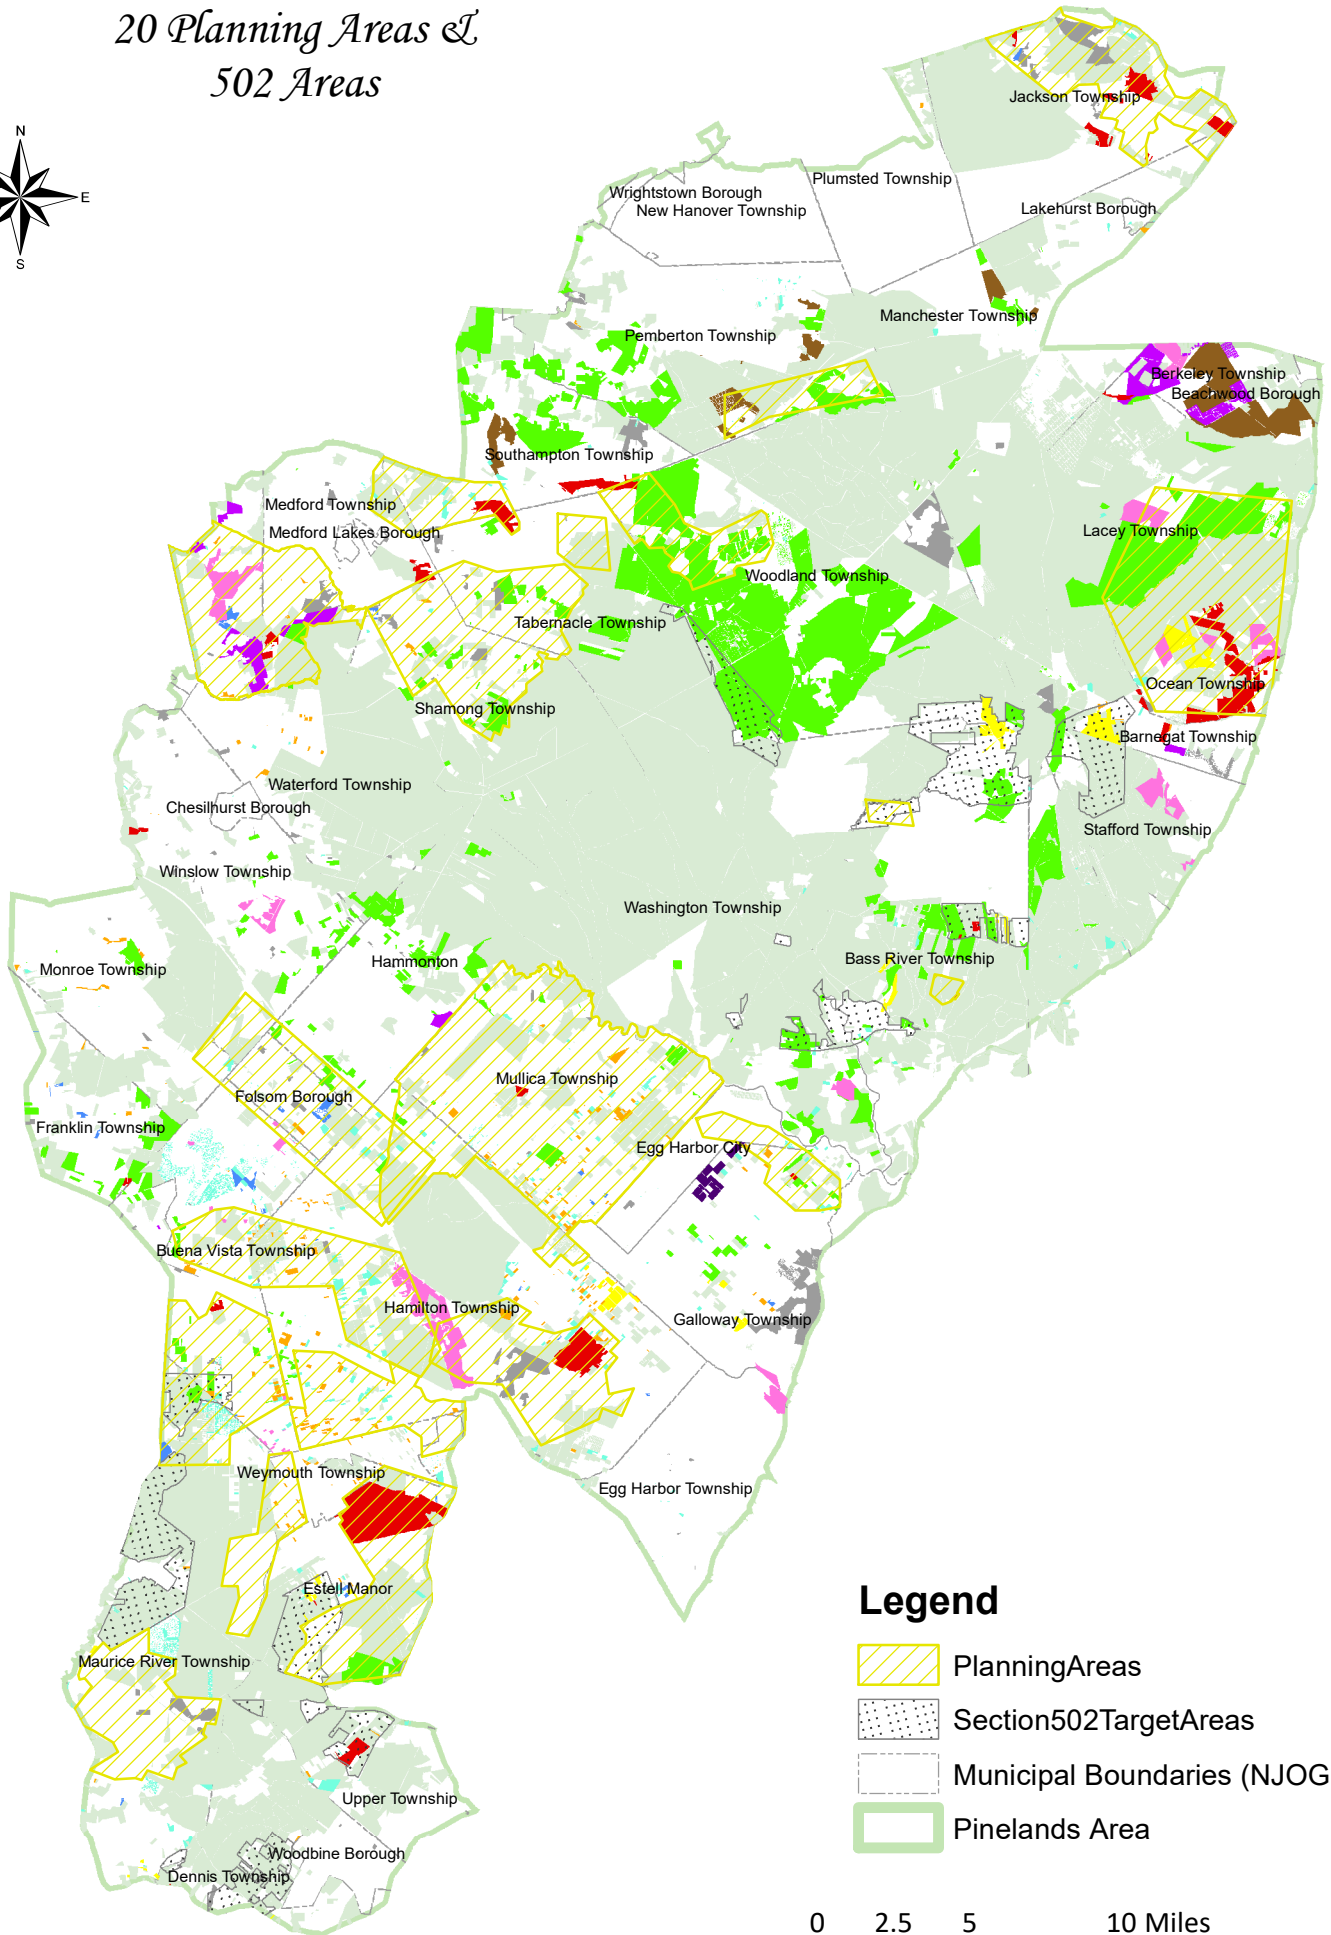 20 Planning Areas &
502 Areas
N
E
S
Jackson Township
Plumsted Township
Wrightstown Borough
New Hanover Township
Lakehurst Borough
Manchester Township
Pemberton Township
Berkeley Township
Beachwood Borough
Southampton Township
Medford Township
Medford Lakes Borough
Lacey Township
Woodland Township
Tabernacle Township
Ocean Township
Shamong Township
Barnegat Township
Waterford Township
Chesilhurst Borough
Stafford Township
Winslow Township
Washington Township
Hammonton
Bass River Township
Monroe Township
Mullica Township
Folsom Borough
Franklin Township
Egg Harbor City
Buena Vista Township
Hamilton Township
Galloway Township
Weymouth Township
Egg Harbor Township
Estell Manor
Maurice River Township
Upper Township
Woodbine Borough
Dennis Township
Legend
PlanningAreas
Section502TargetAreas
Municipal Boundaries (NJOG
Pinelands Area
0 2.5 5 10 Miles